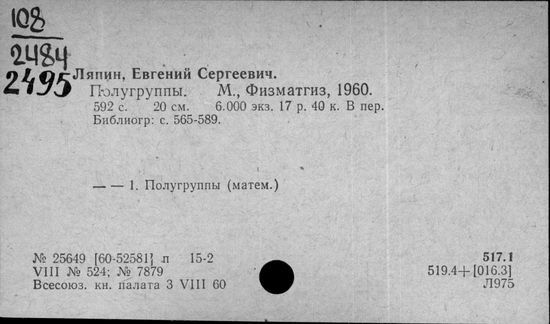 108
2484
2495
Ляпин, Евгений Сергеевич.
Полугруппы. М., Физматгиз, 1960.
592 с. 20 см. 6.000 экз. 17 р. 40 к. В пер.
Библиогр: с. 565-589.
— — 1. Полугруппы (матем.)
№ 25649 [60-52581] п 15-2
VIII № 524; № 7879
Всесоюз. кн. палата 3 VIII 60
517.1
519.4+[016.3]
Л975